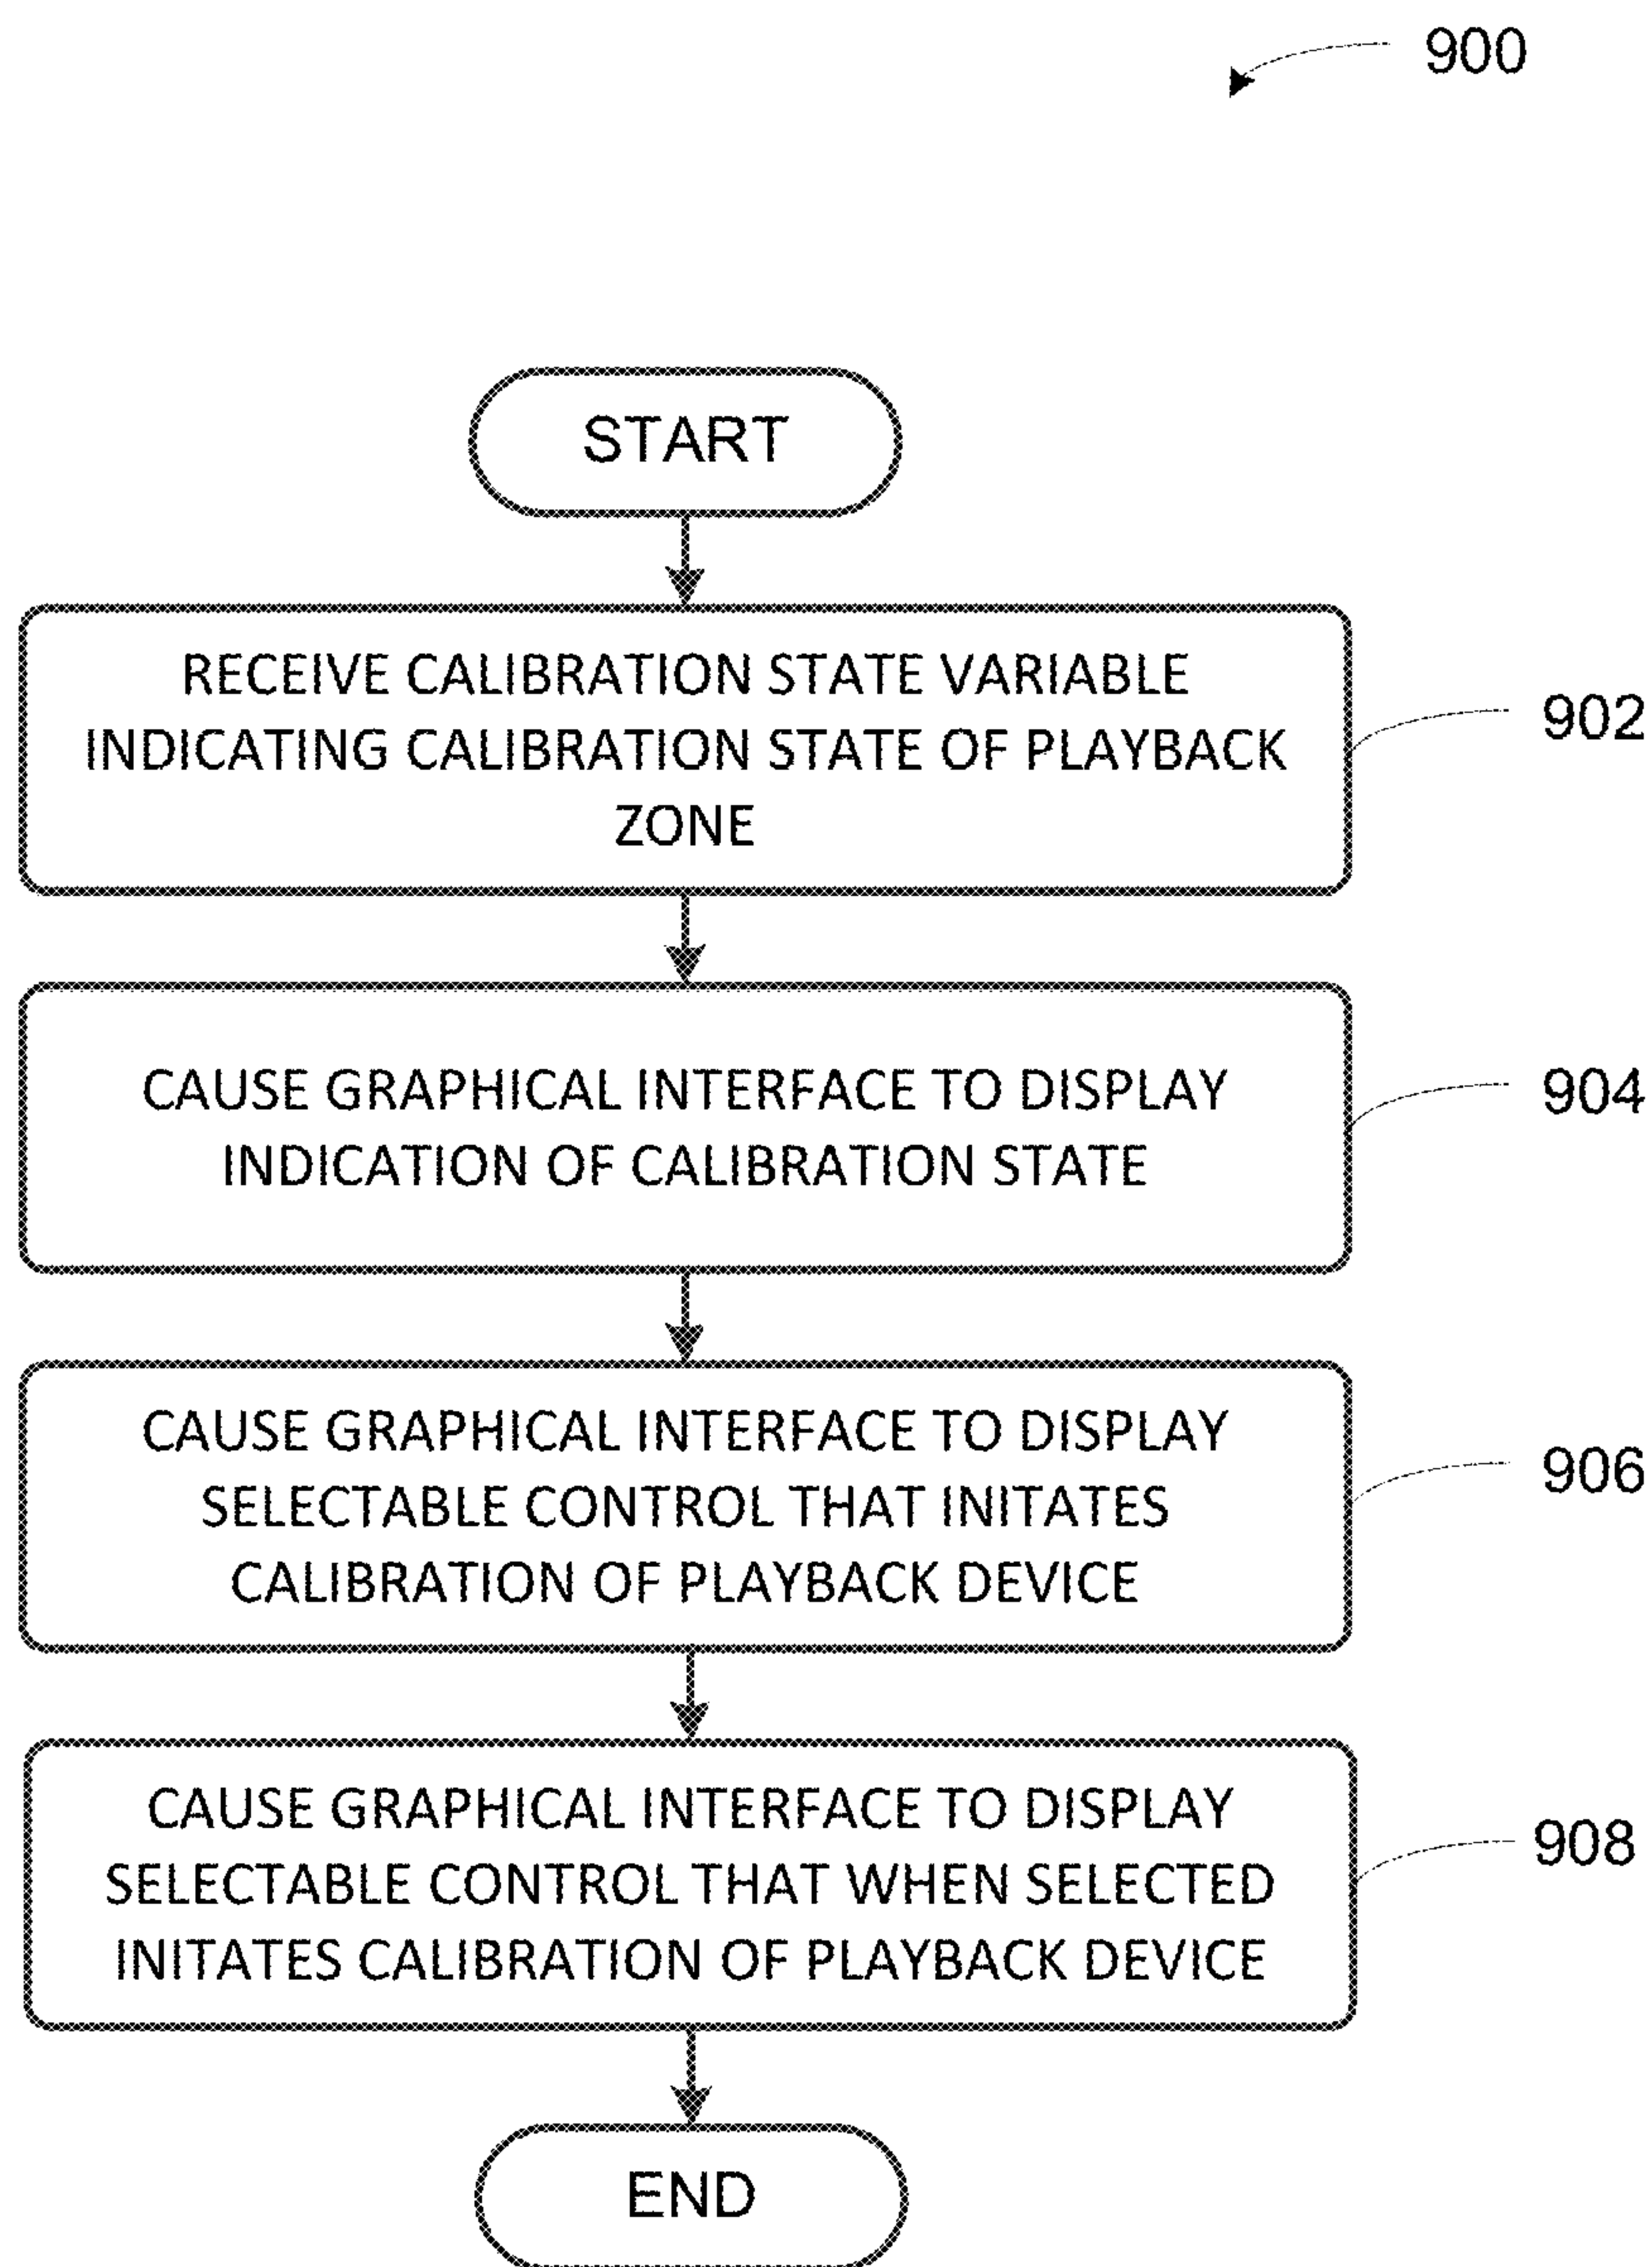 900
START
RECEIVE CALIBRATION STATE VARIABLE
INDICATING CALIBRATION STATE OF PLAYBACK
ZONE
902
CAUSE GRAPHICAL INTERFACE TO DISPLAY
INDICATION OF CALIBRATION STATE
904
CAUSE GRAPHICAL INTERFACE TO DISPLAY
SELECTABLE CONTROL THAT INITATES
CALIBRATION OF PLAYBACK DEVICE
906
CAUSE GRAPHICAL INTERFACE TO DISPLAY
SELECTABLE CONTROL THAT WHEN SELECTED
INITATES CALIBRATION OF PLAYBACK DEVICE
908
END